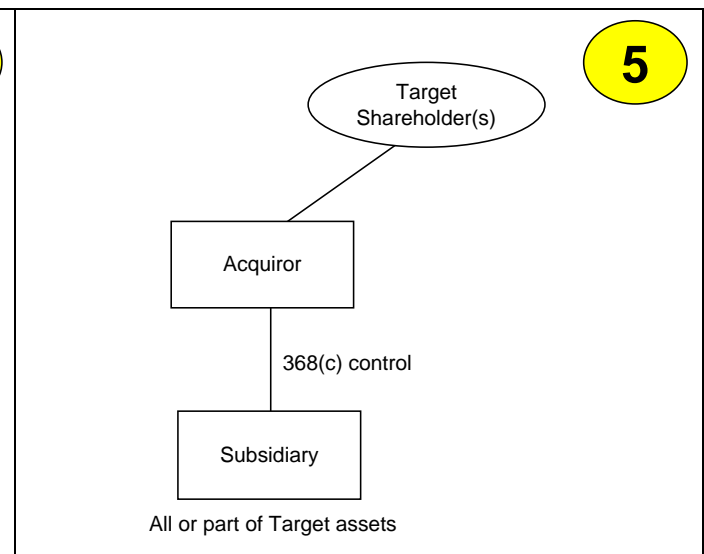 5
Target
Shareholder(s)
Acquiror
368(c) control
Subsidiary
All or part of Target assets